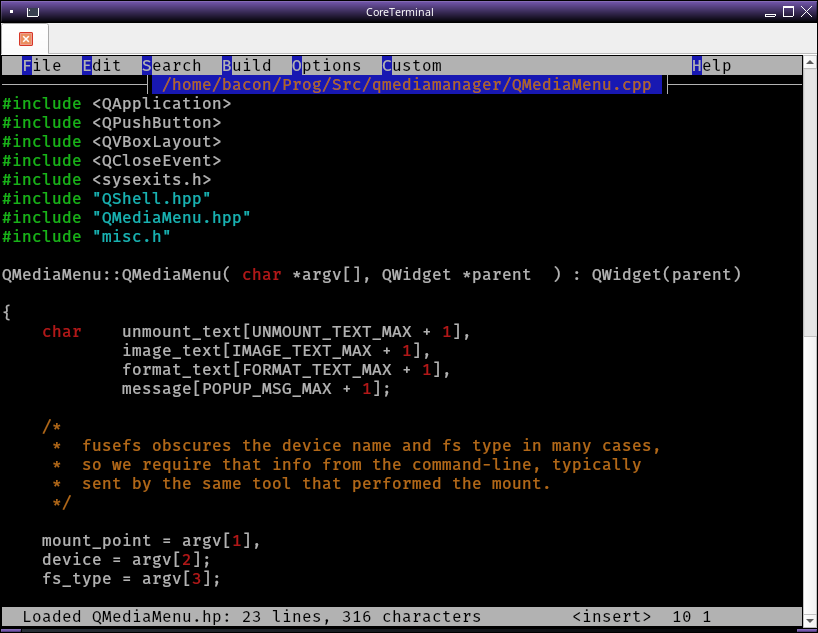 CoreTerminal
File  Edit  Search  Build  Options  Custom  Help
/home/bacon/Prog/Src/qmediamanager/QMediaMenu.cpp
#include <QApplication>
#include <QPushButton>
#include <QVBoxLayout>
#include <QCloseEvent>
#include <sysexits.h>
#include "QShell.hpp"
#include "QMediaMenu.hpp"
#include "misc.h"
QMediaMenu::QMediaMenu( char *argv[], QWidget *parent  ) : QWidget(parent)
{
    char    unmount_text[UNMOUNT_TEXT_MAX + 1],
            image_text[IMAGE_TEXT_MAX + 1],
            format_text[FORMAT_TEXT_MAX + 1],
            message[POPUP_MSG_MAX + 1];
    /*
     *  fusefs obscures the device name and fs type in many cases,
     *  so we require that info from the command-line, typically
     *  sent by the same tool that performed the mount.
     */
    mount_point = argv[1],
    device = argv[2];
    fs_type = argv[3];
Loaded QMediaMenu.hp: 23 lines, 316 characters         <insert>  10 1